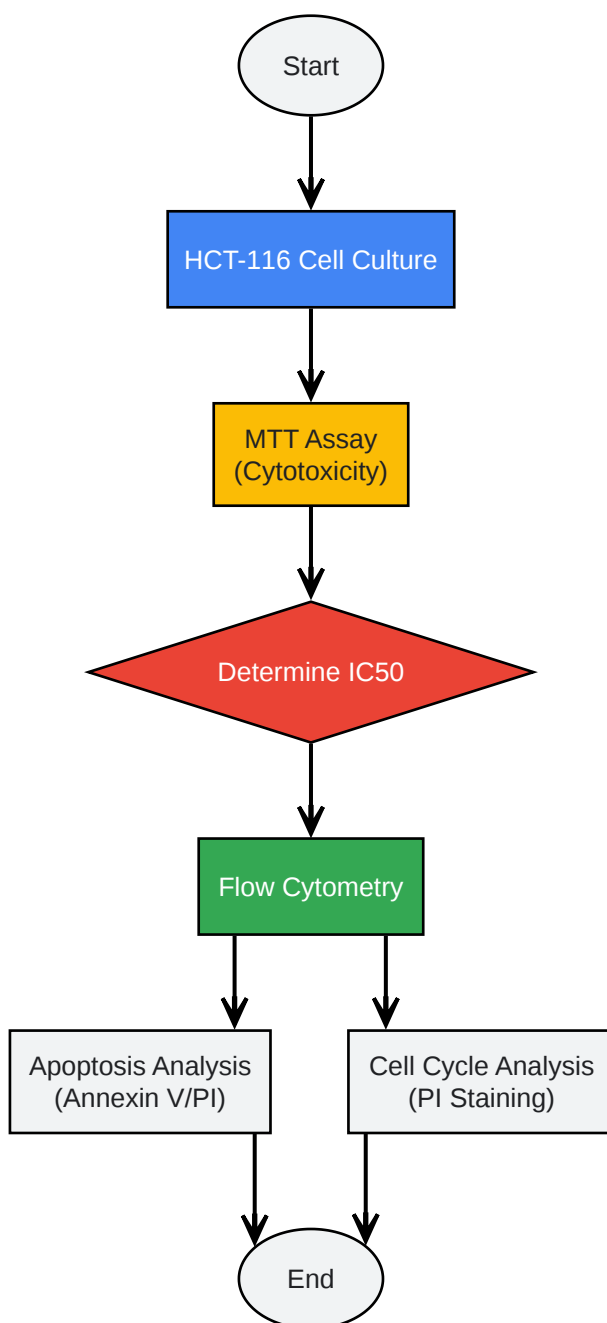 Start
HCT-116 Cell Culture
MTT Assay
(Cytotoxicity)
Determine IC50
Flow Cytometry
Apoptosis Analysis
(Annexin V/PI)
Cell Cycle Analysis
(PI Staining)
End